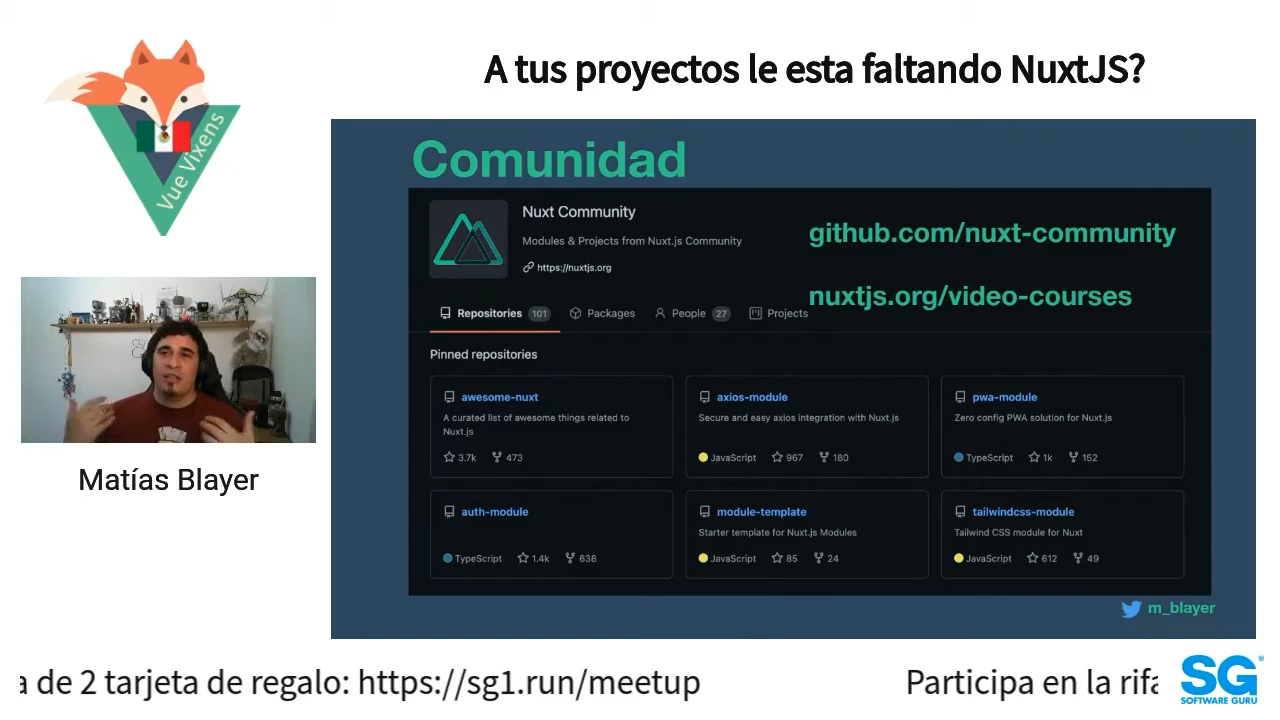 A tus proyectos le esta faltando NuxtJS?
Vue Vixens
Matías Blayer
Comunidad
Nuxt Community
Modules & Projects from Nuxt.js Community
https://nuxtjs.org
github.com/nuxt-community
nuxtjs.org/video-courses
Repositories 101 Packages People 27 Projects
Pinned repositories
awesome-nuxt
A curated list of awesome things related to
Nuxt.js
3.7k 473
axios-module
Secure and easy axios integration with Nuxt.js
JavaScript 967 180
pwa-module
Zero config PWA solution for Nuxt.js
TypeScript 1k 152
auth-module
TypeScript 1.4k 638
module-template
Starter template for Nuxt.js Modules
JavaScript 85 24
tailwindcss-module
Tailwind CSS module for Nuxt
JavaScript 612 49
m_blayer
a de 2 tarjeta de regalo: https://sg1.run/meetup
Participa en la rifa
SG
SOFTWARE GURU